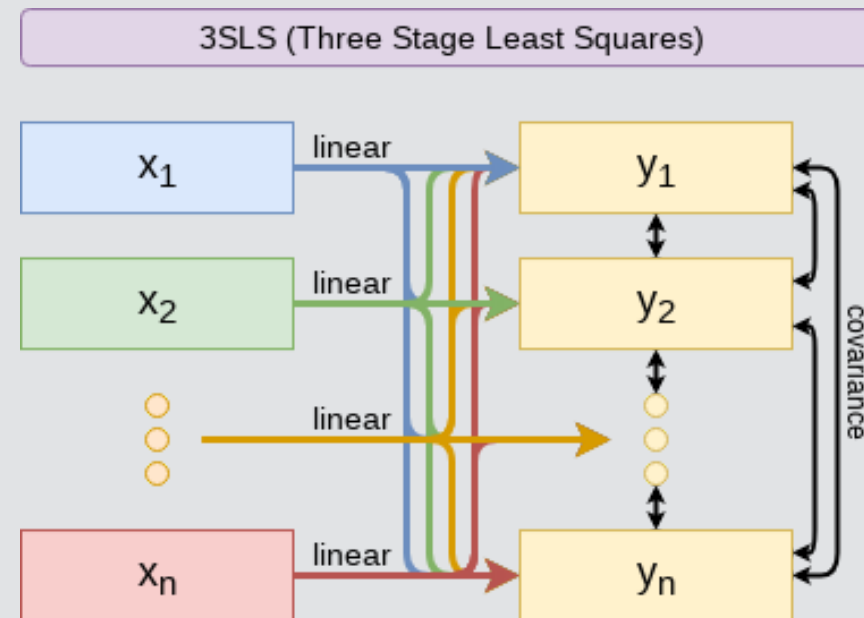 3SLS (Three Stage Least Squares)
x₁ linear y₁
x₂ linear y₂
linear
covariance
xₙ linear yₙ